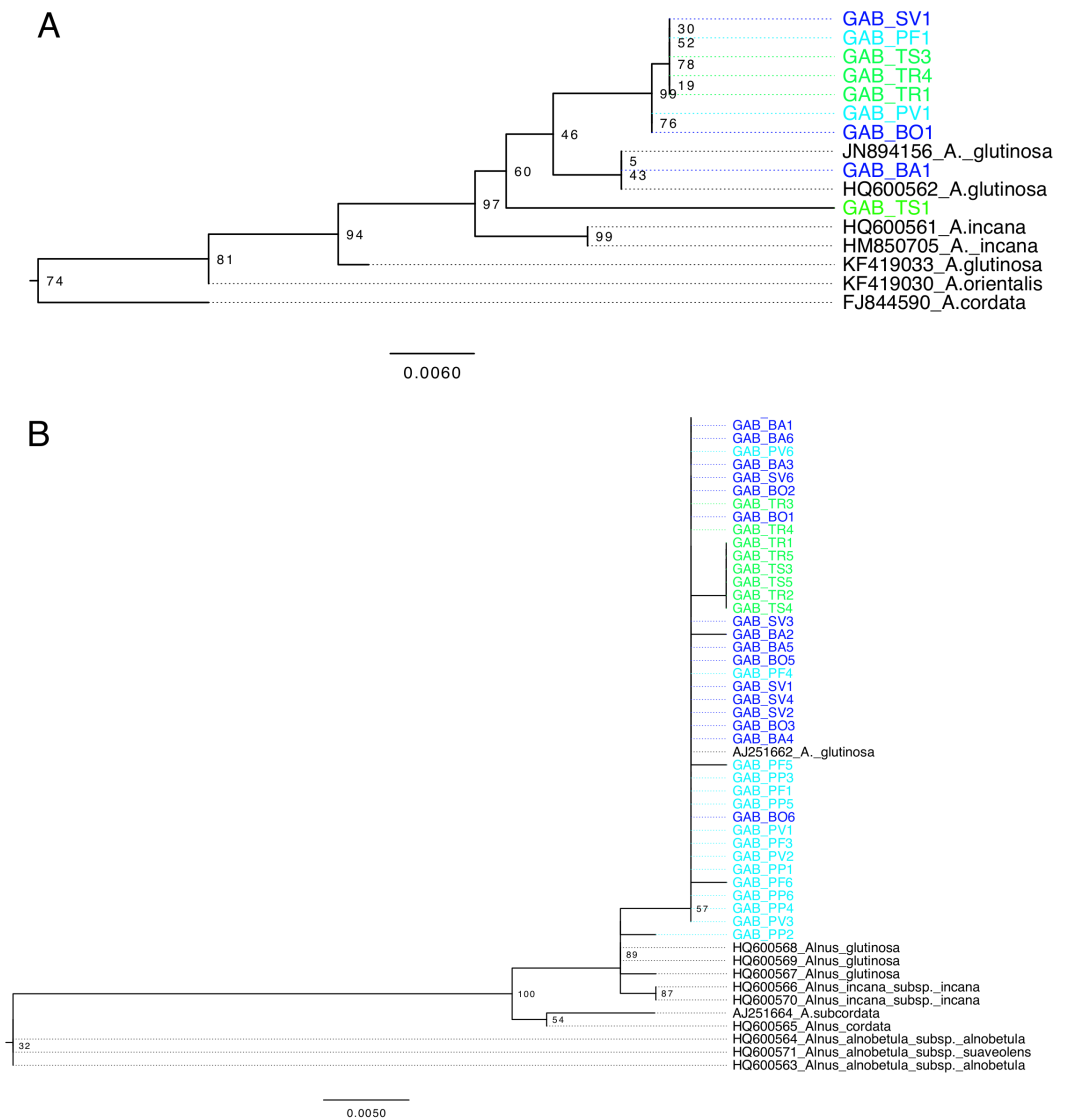 A
GAB_SV1
30
GAB_PF1
52
GAB_TS3
78
GAB_TR4
19
99
GAB_TR1
GAB_PV1
76
GAB_BO1
46
JN894156_A._glutinosa
5
GAB_BA1
43
60
HQ600562_A.glutinosa
97
GAB_TS1
HQ600561_A.incana
94
99
HM850705_A._incana
81
KF419033_A.glutinosa
74
KF419030_A.orientalis
FJ844590_A.cordata
0.0060
B
GAB_BA1
GAB_BA6
GAB_PV6
GAB_BA3
GAB_SV6
GAB_BO2
GAB_TR3
GAB_BO1
GAB_TR4
GAB_TR1
GAB_TR5
GAB_TS3
GAB_TS5
GAB_TR2
GAB_TS4
GAB_SV3
GAB_BA2
GAB_BA5
GAB_BO5
GAB_PF4
GAB_SV1
GAB_SV4
GAB_SV2
GAB_BO3
GAB_BA4
AJ251662_A._glutinosa
GAB_PF5
GAB_PP3
GAB_PF1
GAB_PP5
GAB_BO6
GAB_PV1
GAB_PF3
GAB_PV2
GAB_PP1
GAB_PF6
GAB_PP6
57
GAB_PP4
GAB_PV3
GAB_PP2
HQ600568_Alnus_glutinosa
89
HQ600569_Alnus_glutinosa
HQ600567_Alnus_glutinosa
HQ600566_Alnus_incana_subsp._incana
100
87
HQ600570_Alnus_incana_subsp._incana
AJ251664_A.subcordata
54
HQ600565_Alnus_cordata
HQ600564_Alnus_alnobetula_subsp._alnobetula
32
HQ600571_Alnus_alnobetula_subsp._suaveolens
HQ600563_Alnus_alnobetula_subsp._alnobetula
0.0050